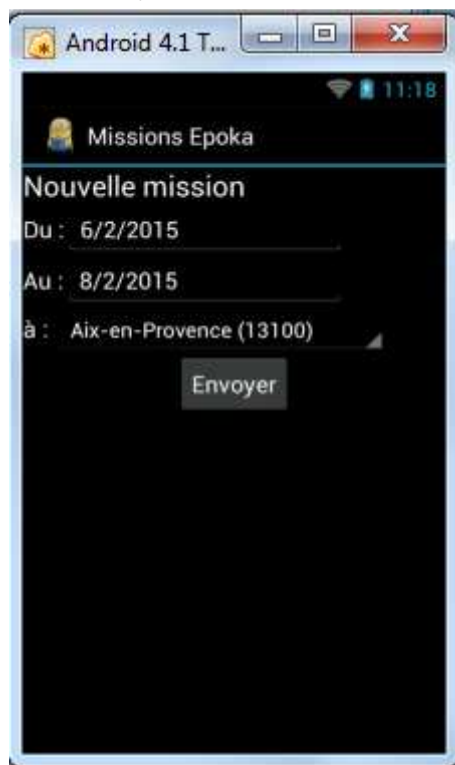 Android 4.1 T...
11:18
Missions Epoka
Nouvelle mission
Du : 6/2/2015
Au : 8/2/2015
à : Aix-en-Provence (13100)
Envoyer